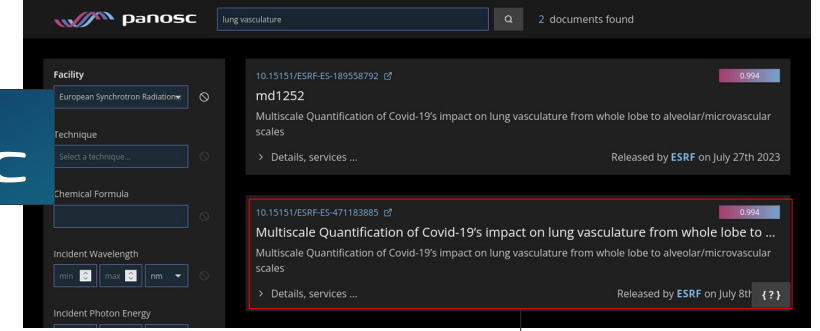 panosc
lung vasculature
2 documents found
Facility
European Synchrotron Radiation
Technique
Select a technique...
Chemical Formula
Incident Wavelength
min
max
nm
Incident Photon Energy
10.15151/ESRF-ES-189558792
0.994
md1252
Multiscale Quantification of Covid-19's impact on lung vasculature from whole lobe to alveolar/microvascular
scales
> Details, services ...
Released by ESRF on July 27th 2023
10.15151/ESRF-ES-471183885
0.994
Multiscale Quantification of Covid-19's impact on lung vasculature from whole lobe to ...
Multiscale Quantification of Covid-19's impact on lung vasculature from whole lobe to alveolar/microvascular
scales
> Details, services ...
Released by ESRF on July 8th
{?}